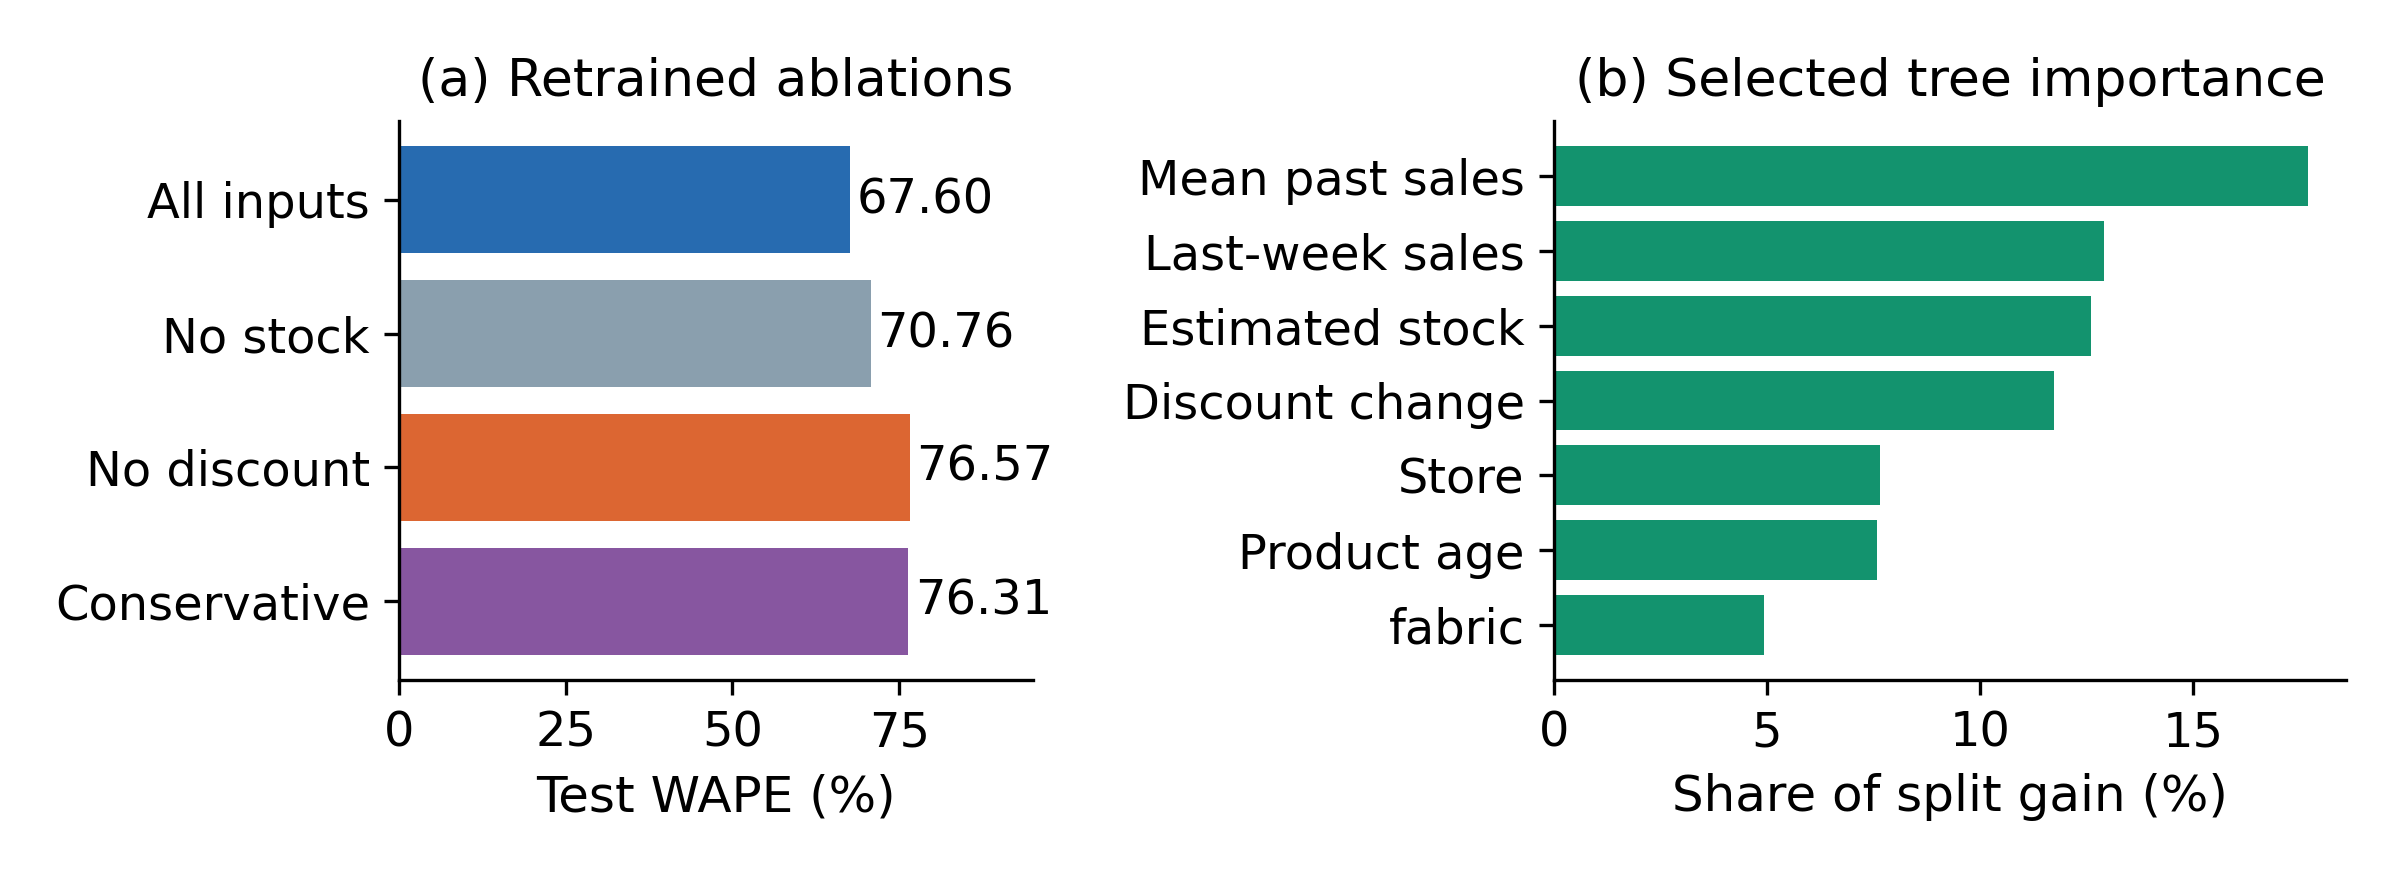 (a) Retrained ablations
All inputs
67.60
No stock
70.76
No discount
76.57
Conservative
76.31
0 25 50 75
Test WAPE (%)
(b) Selected tree importance
Mean past sales
Last-week sales
Estimated stock
Discount change
Store
Product age
fabric
0 5 10 15
Share of split gain (%)